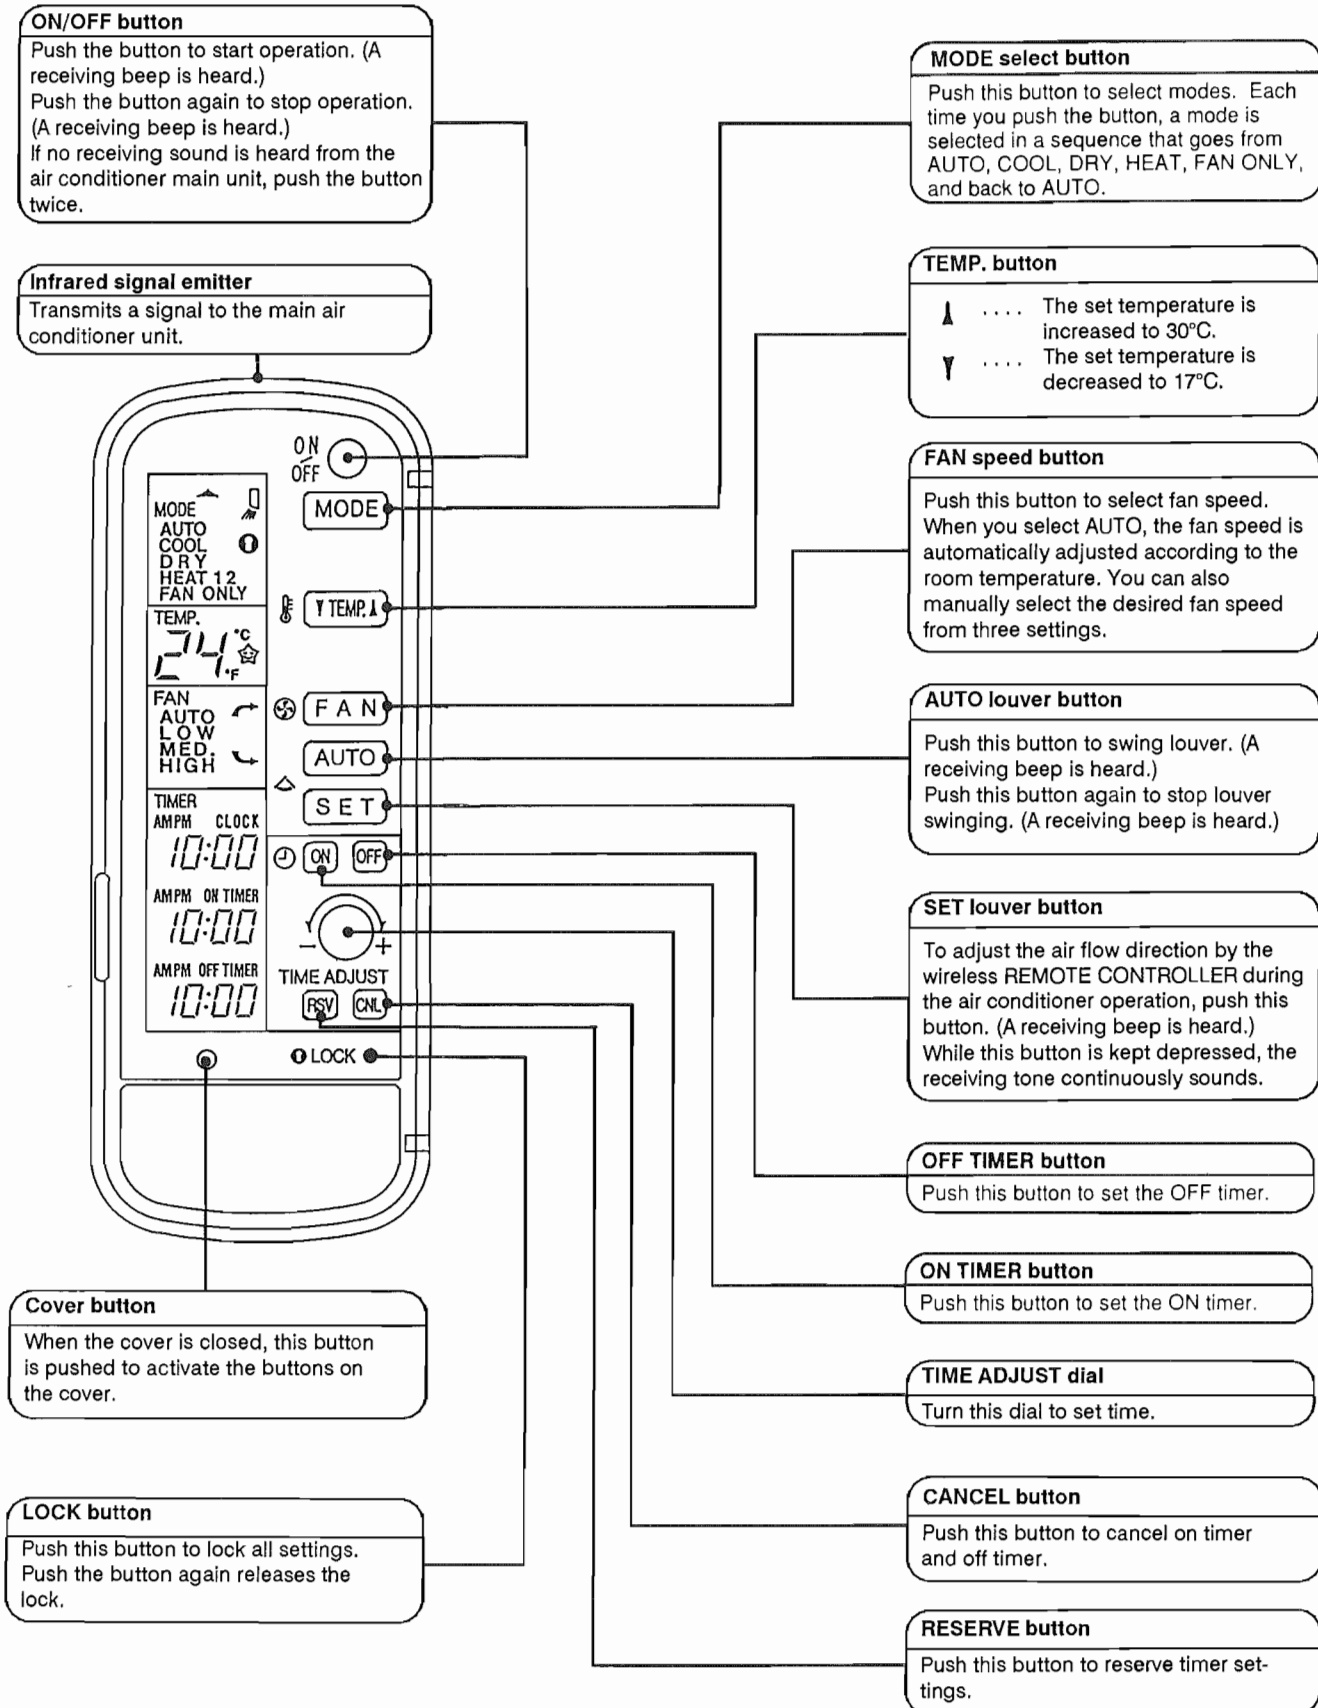 ON/OFF button
Push the button to start operation. (A
receiving beep is heard.)
Push the button again to stop operation.
(A receiving beep is heard.)
If no receiving sound is heard from the
air conditioner main unit, push the button
twice.
Infrared signal emitter
Transmits a signal to the main air
conditioner unit.
ON
OFF
MODE
TEMP.
FAN
AUTO
SET
ON OFF
- +
TIME ADJUST
RSV CNL
LOCK
MODE
AUTO
COOL
DRY
HEAT 12
FAN ONLY
TEMP.
24 °C
°F
FAN
AUTO
LOW
MED.
HIGH
TIMER
AM PM CLOCK
10:00
AM PM ON TIMER
10:00
AM PM OFF TIMER
10:00
Cover button
When the cover is closed, this button
is pushed to activate the buttons on
the cover.
LOCK button
Push this button to lock all settings.
Push the button again releases the
lock.
MODE select button
Push this button to select modes. Each
time you push the button, a mode is
selected in a sequence that goes from
AUTO, COOL, DRY, HEAT, FAN ONLY,
and back to AUTO.
TEMP. button
.... The set temperature is
increased to 30°C.
.... The set temperature is
decreased to 17°C.
FAN speed button
Push this button to select fan speed.
When you select AUTO, the fan speed is
automatically adjusted according to the
room temperature. You can also
manually select the desired fan speed
from three settings.
AUTO louver button
Push this button to swing louver. (A
receiving beep is heard.)
Push this button again to stop louver
swinging. (A receiving beep is heard.)
SET louver button
To adjust the air flow direction by the
wireless REMOTE CONTROLLER during
the air conditioner operation, push this
button. (A receiving beep is heard.)
While this button is kept depressed, the
receiving tone continuously sounds.
OFF TIMER button
Push this button to set the OFF timer.
ON TIMER button
Push this button to set the ON timer.
TIME ADJUST dial
Turn this dial to set time.
CANCEL button
Push this button to cancel on timer
and off timer.
RESERVE button
Push this button to reserve timer set-
tings.